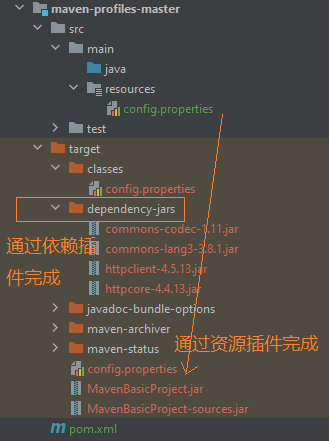 maven-profiles-master
src
main
java
resources
config.properties
test
target
classes
config.properties
dependency-jars
commons-codec-1.11.jar
commons-lang3-3.8.1.jar
httpclient-4.5.13.jar
httpcore-4.4.13.jar
通过依赖插
件完成
javadoc-bundle-options
maven-archiver
maven-status
通过资源插件完成
config.properties
MavenBasicProject.jar
MavenBasicProject-sources.jar
m pom.xml